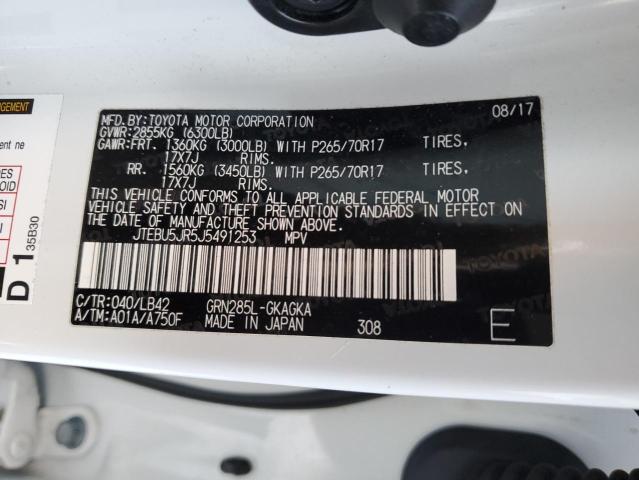 MFD.BY:TOYOTA MOTOR CORPORATION 08/17
GVWR:2855KG (6300LB)
GAWR:FRT. 1360KG (3000LB) WITH P265/70R17 TIRES,
17X7J RIMS.
RR. 1560KG (3450LB) WITH P265/70R17 TIRES,
17X7J RIMS.
THIS VEHICLE CONFORMS TO ALL APPLICABLE FEDERAL MOTOR
VEHICLE SAFETY AND THEFT PREVENTION STANDARDS IN EFFECT
ON THE DATE OF MANUFACTURE SHOWN ABOVE.
JTEBU5JR5J5491253 MPV
C/TR:040/LB42 GRN285L-GKAGKA
A/TM:A01A/A750F MADE IN JAPAN 308 E
D 1
35B30